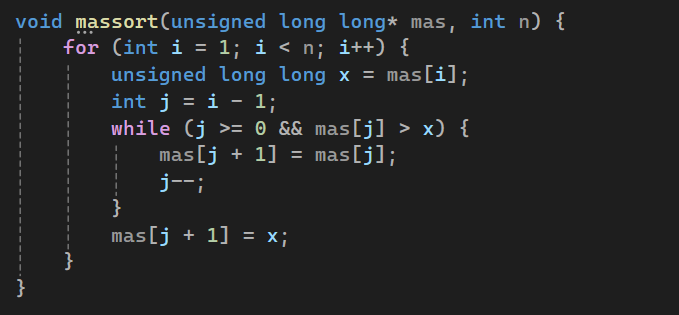 void massort(unsigned long long* mas, int n) {
    for (int i = 1; i < n; i++) {
        unsigned long long x = mas[i];
        int j = i - 1;
        while (j >= 0 && mas[j] > x) {
            mas[j + 1] = mas[j];
            j--;
        }
        mas[j + 1] = x;
    }
}